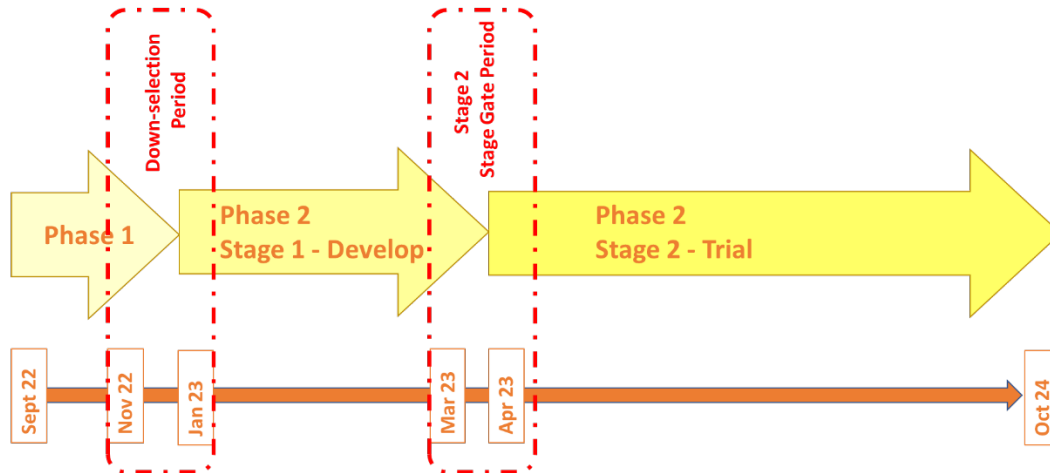 Down-selection
Period
Stage 2
Stage Gate Period
Phase 1
Phase 2
Stage 1 - Develop
Phase 2
Stage 2 - Trial
Sept 22
Nov 22
Jan 23
Mar 23
Apr 23
Oct 24